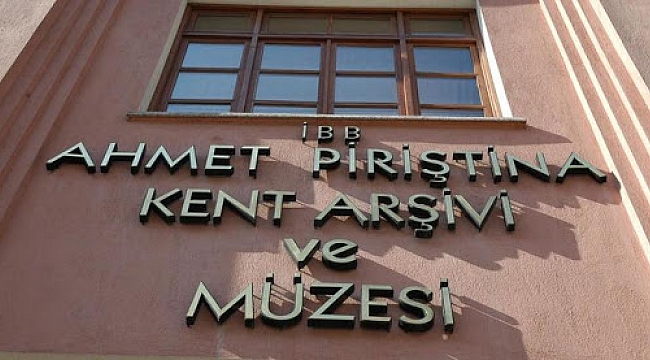 İBB
AHMET PİRİŞTİNA
KENT ARŞİVİ
ve
MÜZESİ